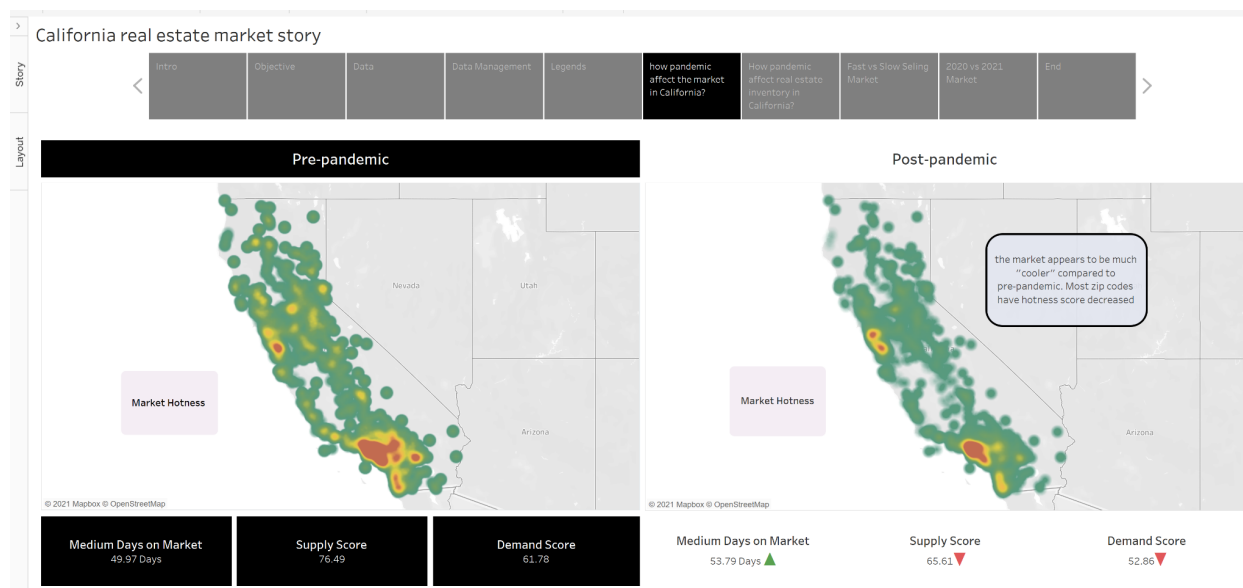 California real estate market story
Story
Layout
Intro
Objective
Data
Data Management
Legends
how pandemic
affect the market
in California?
How pandemic
affect real estate
inventory in
California?
Fast vs Slow Seling
Market
2020 vs 2021
Market
End
Pre-pandemic
Nevada
Utah
Arizona
Market Hotness
© 2021 Mapbox © OpenStreetMap
Post-pandemic
the market appears to be much
“cooler” compared to
pre-pandemic. Most zip codes
have hotness score decreased
Market Hotness
Arizona
© 2021 Mapbox © OpenStreetMap
Medium Days on Market
49.97 Days
Supply Score
76.49
Demand Score
61.78
Medium Days on Market
53.79 Days
Supply Score
65.61
Demand Score
52.86